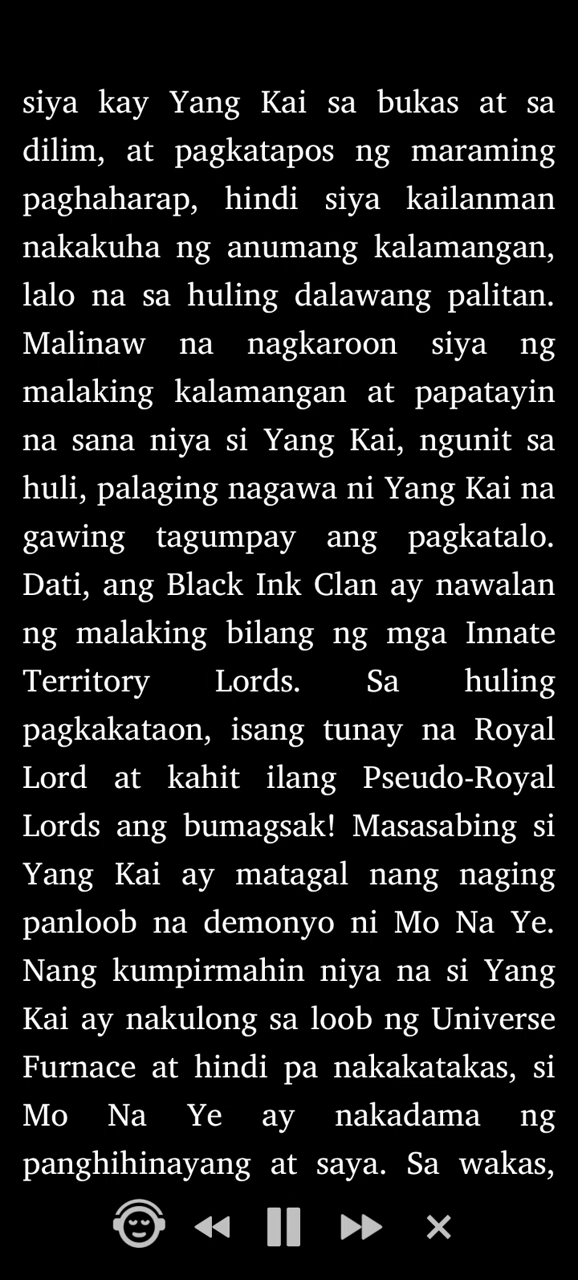 siya kay Yang Kai sa bukas at sa
dilim, at pagkatapos ng maraming
paghaharap, hindi siya kailanman
nakakuha ng anumang kalamangan,
lalo na sa huling dalawang palitan.
Malinaw na nagkaroon siya ng
malaking kalamangan at papatayin
na sana niya si Yang Kai, ngunit sa
huli, palaging nagawa ni Yang Kai na
gawing tagumpay ang pagkatalo.
Dati, ang Black Ink Clan ay nawalan
ng malaking bilang ng mga Innate
Territory Lords. Sa huling
pagkakataon, isang tunay na Royal
Lord at kahit ilang Pseudo-Royal
Lords ang bumagsak! Masasabing si
Yang Kai ay matagal nang naging
panloob na demonyo ni Mo Na Ye.
Nang kumpirmahin niya na si Yang
Kai ay nakulong sa loob ng Universe
Furnace at hindi pa nakakatakas, si
Mo Na Ye ay nakadama ng
panghihinayang at saya. Sa wakas,